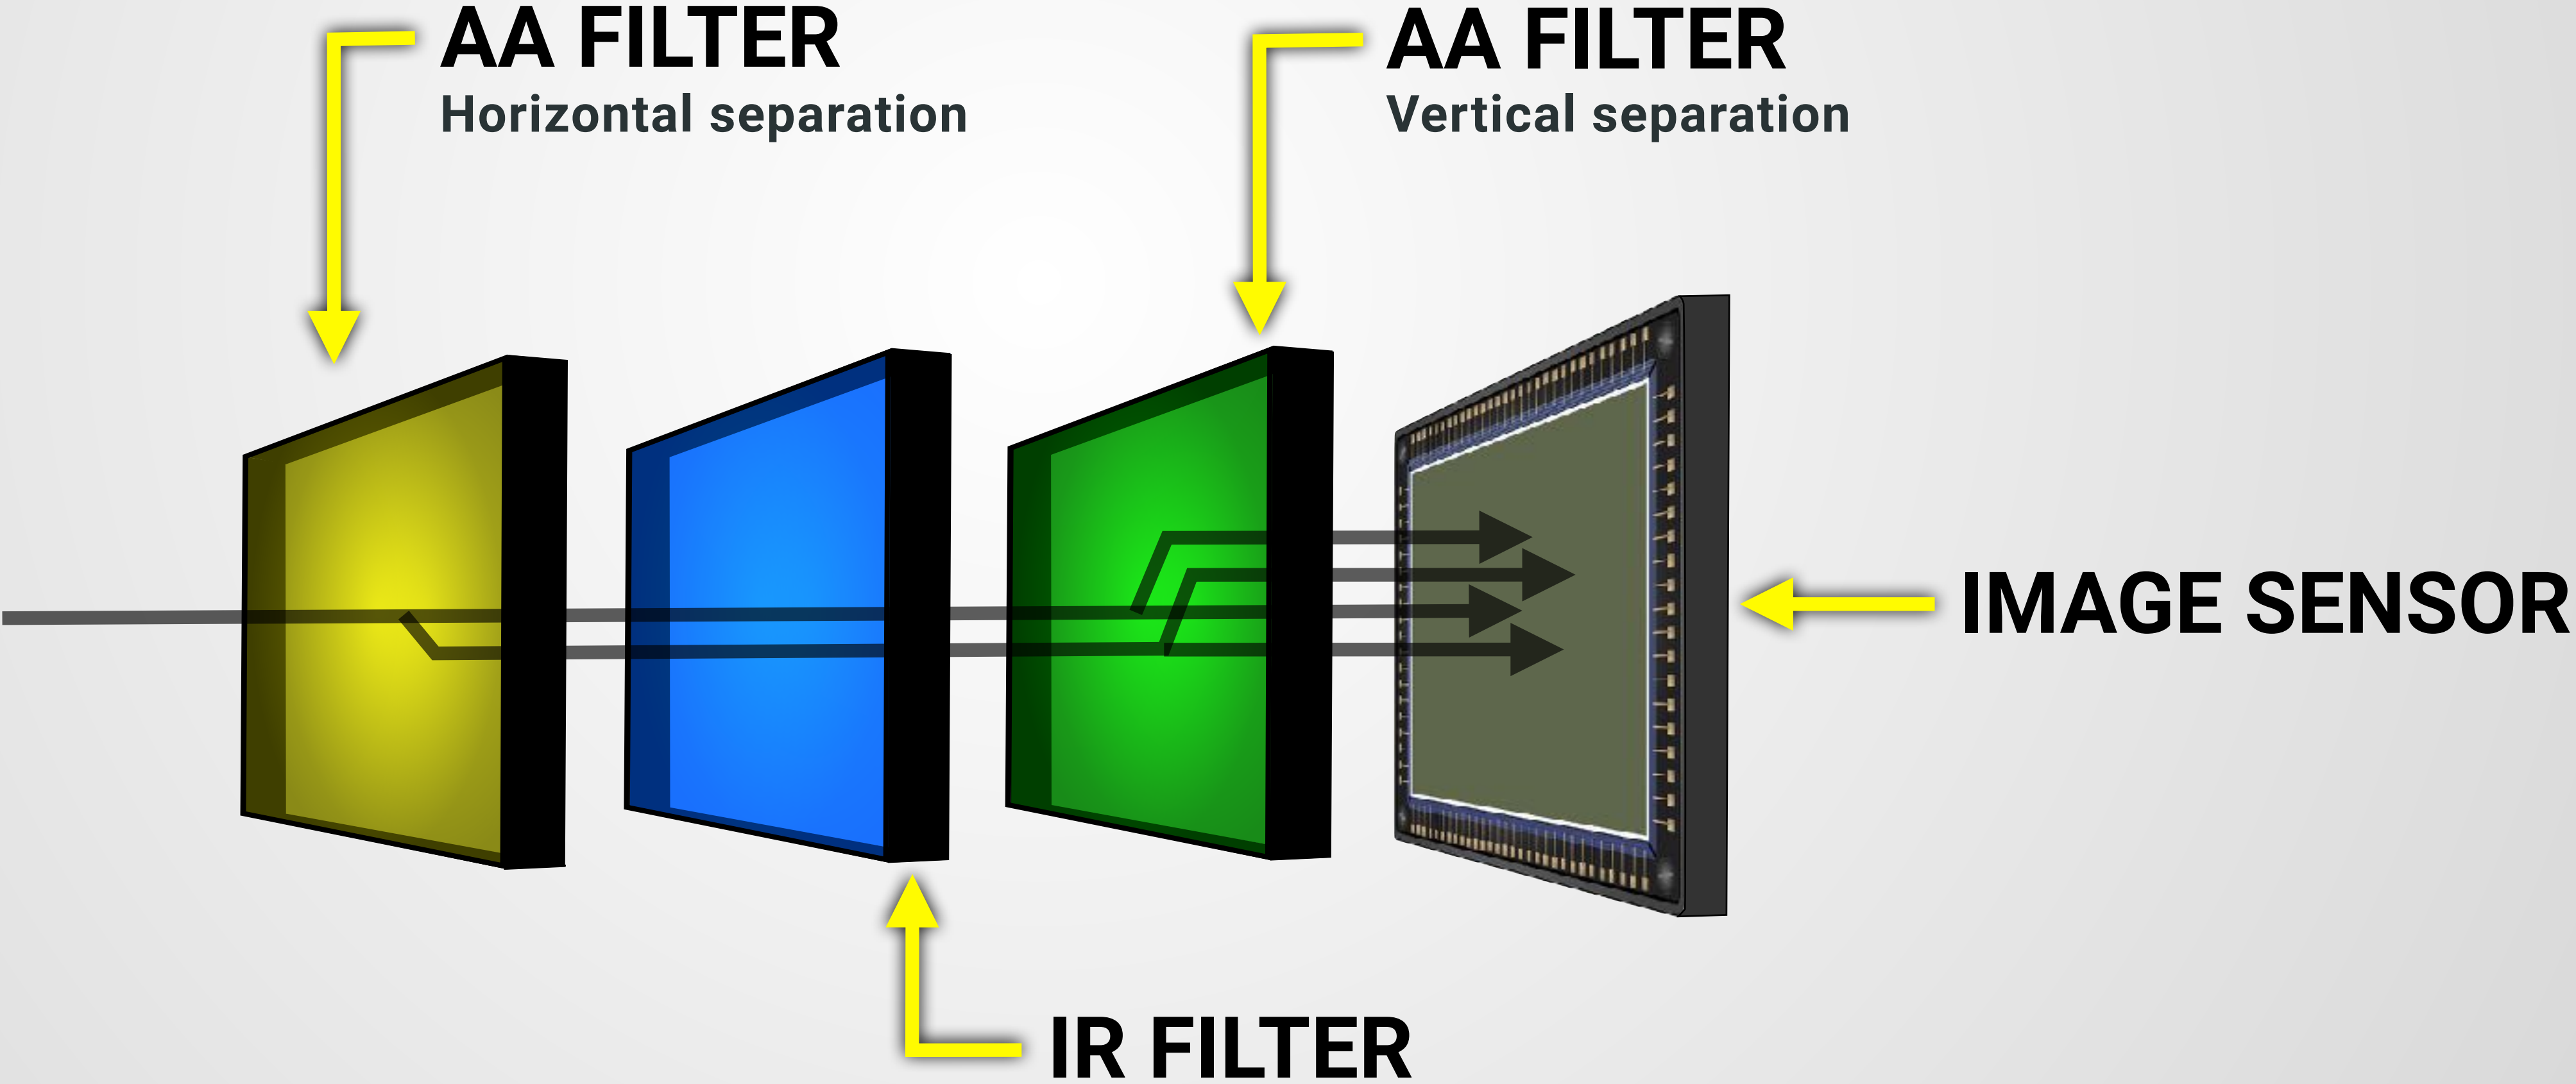 AA FILTER
Horizontal separation
AA FILTER
Vertical separation
IMAGE SENSOR
IR FILTER